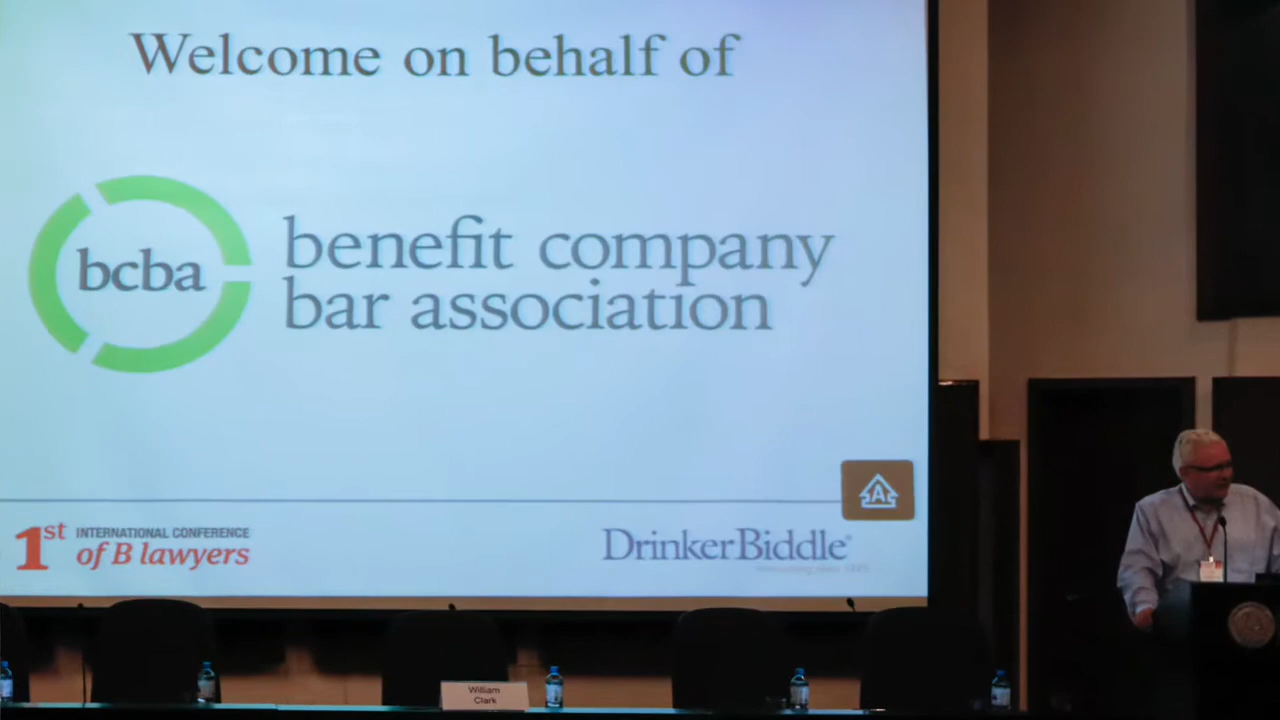 Welcome on behalf of
bcba
benefit company
bar association
A
1st
INTERNATIONAL CONFERENCE
of B lawyers
DrinkerBiddle®
William
Clark